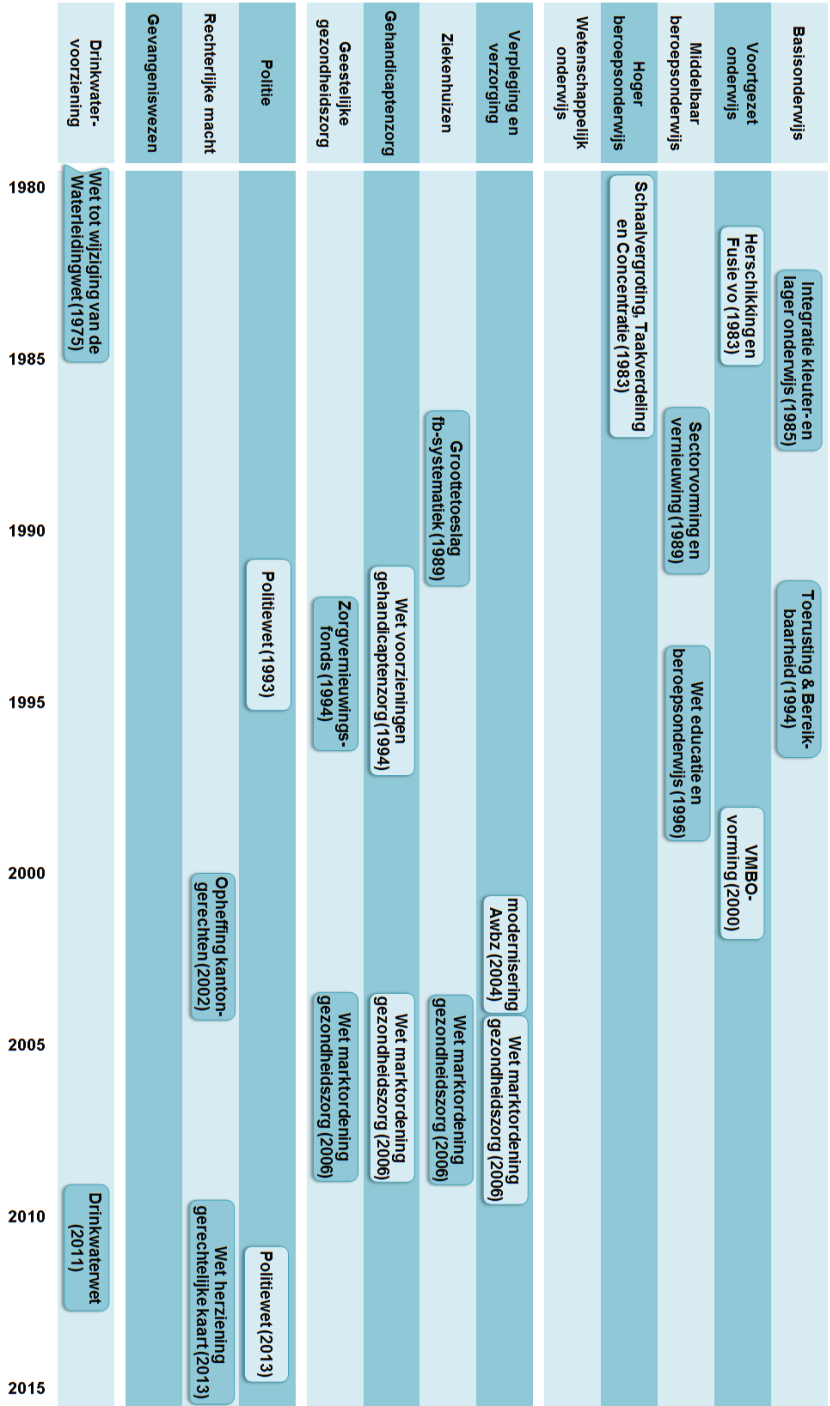 Basisonderwijs
Integratie kleuter- en
lager onderwijs (1985)
Toerusting & Bereik-
baarheid (1994)
Voortgezet
onderwijs
Herschikking en
Fusie vo (1983)
VMBO-
vorming (2000)
Middelbaar
beroepsonderwijs
Sectorvorming en
vernieuwing (1989)
Wet educatie en
beroepsonderwijs (1996)
Hoger
beroepsonderwijs
Schaalvergroting, Taakverdeling
en Concentratie (1983)
Wetenschappelijk
onderwijs
Verpleging en
verzorging
modernisering
Awbz (2004)
Wet marktordening
gezondheidszorg (2006)
Ziekenhuizen
Groottetoeslag
fb-systematiek (1989)
Wet marktordening
gezondheidszorg (2006)
Gehandicaptenzorg
Wet voorzieningen
gehandicaptenzorg (1994)
Wet marktordening
gezondheidszorg (2006)
Geestelijke
gezondheidszorg
Zorgvernieuwings-
fonds (1994)
Wet marktordening
gezondheidszorg (2006)
Politie
Politiewet (1993)
Politiewet (2013)
Rechterlijke macht
Opheffing kanton-
gerechten (2002)
Wet herziening
gerechtelijke kaart (2013)
Gevangeniswezen
Drinkwater-
voorziening
Wet tot wijziging van de
Waterleidingwet (1975)
Drinkwaterwet
(2011)
1980
1985
1990
1995
2000
2005
2010
2015